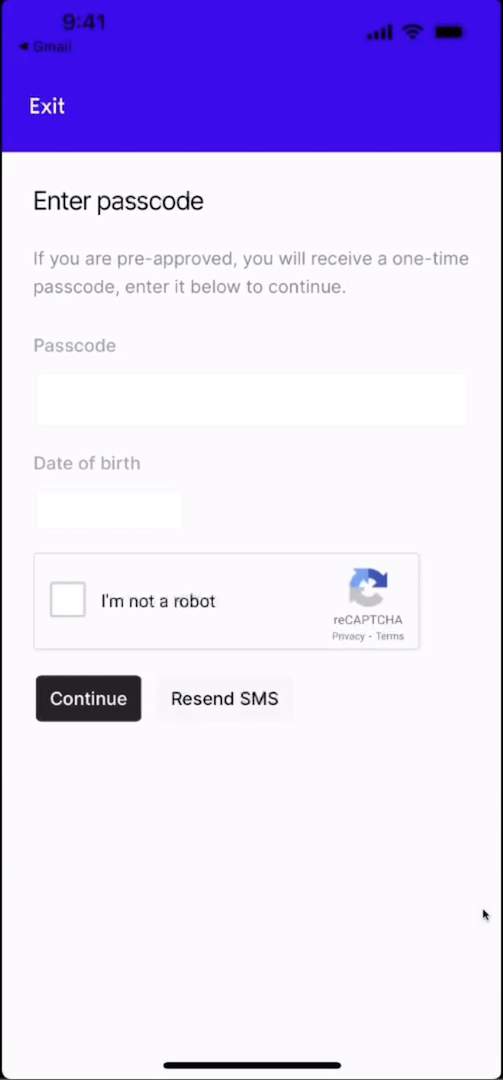 9:41
◀ Gmail
Exit
Enter passcode
If you are pre-approved, you will receive a one-time
passcode, enter it below to continue.
Passcode
Date of birth
I'm not a robot
reCAPTCHA
Privacy - Terms
Continue
Resend SMS